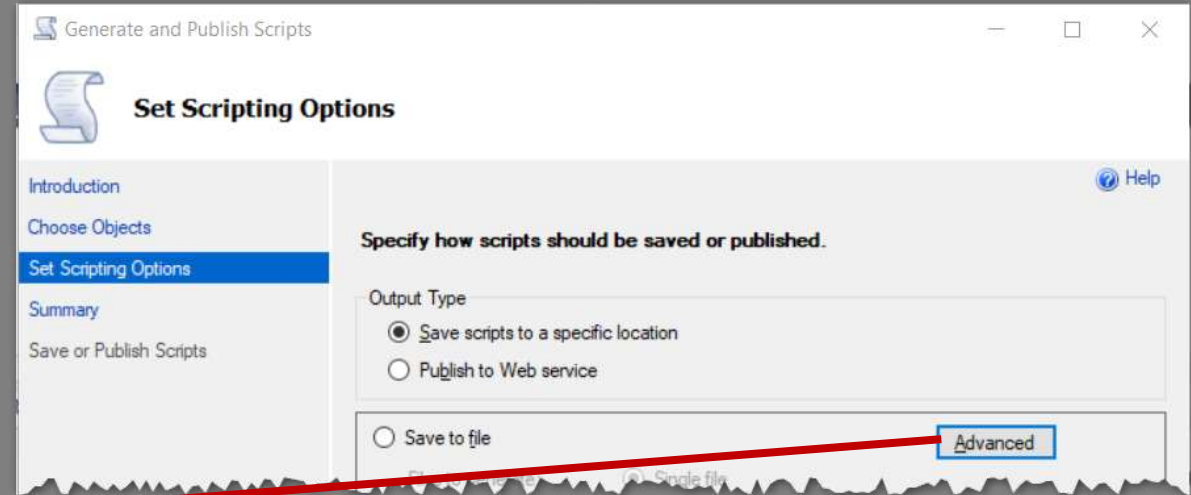 Generate and Publish Scripts
Set Scripting Options
Help
Introduction
Choose Objects
Set Scripting Options
Summary
Save or Publish Scripts
Specify how scripts should be saved or published.
Output Type
Save scripts to a specific location
Publish to Web service
Save to file
Advanced
Single file